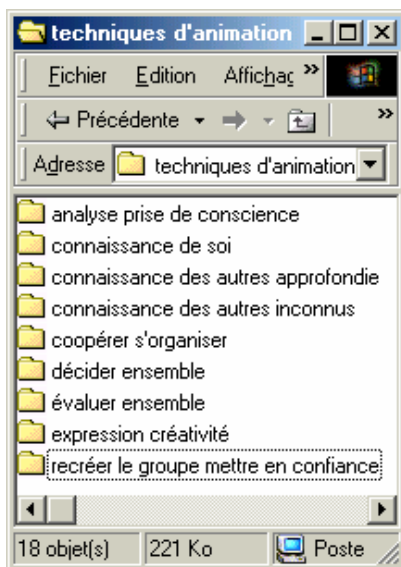 techniques d'animation
Fichier Edition Affichag »
Précédente »
Adresse techniques d'animation
analyse prise de conscience
connaissance de soi
connaissance des autres approfondie
connaissance des autres inconnus
coopérer s'organiser
décider ensemble
évaluer ensemble
expression créativité
recréer le groupe mettre en confiance
18 objet(s) 221 Ko Poste